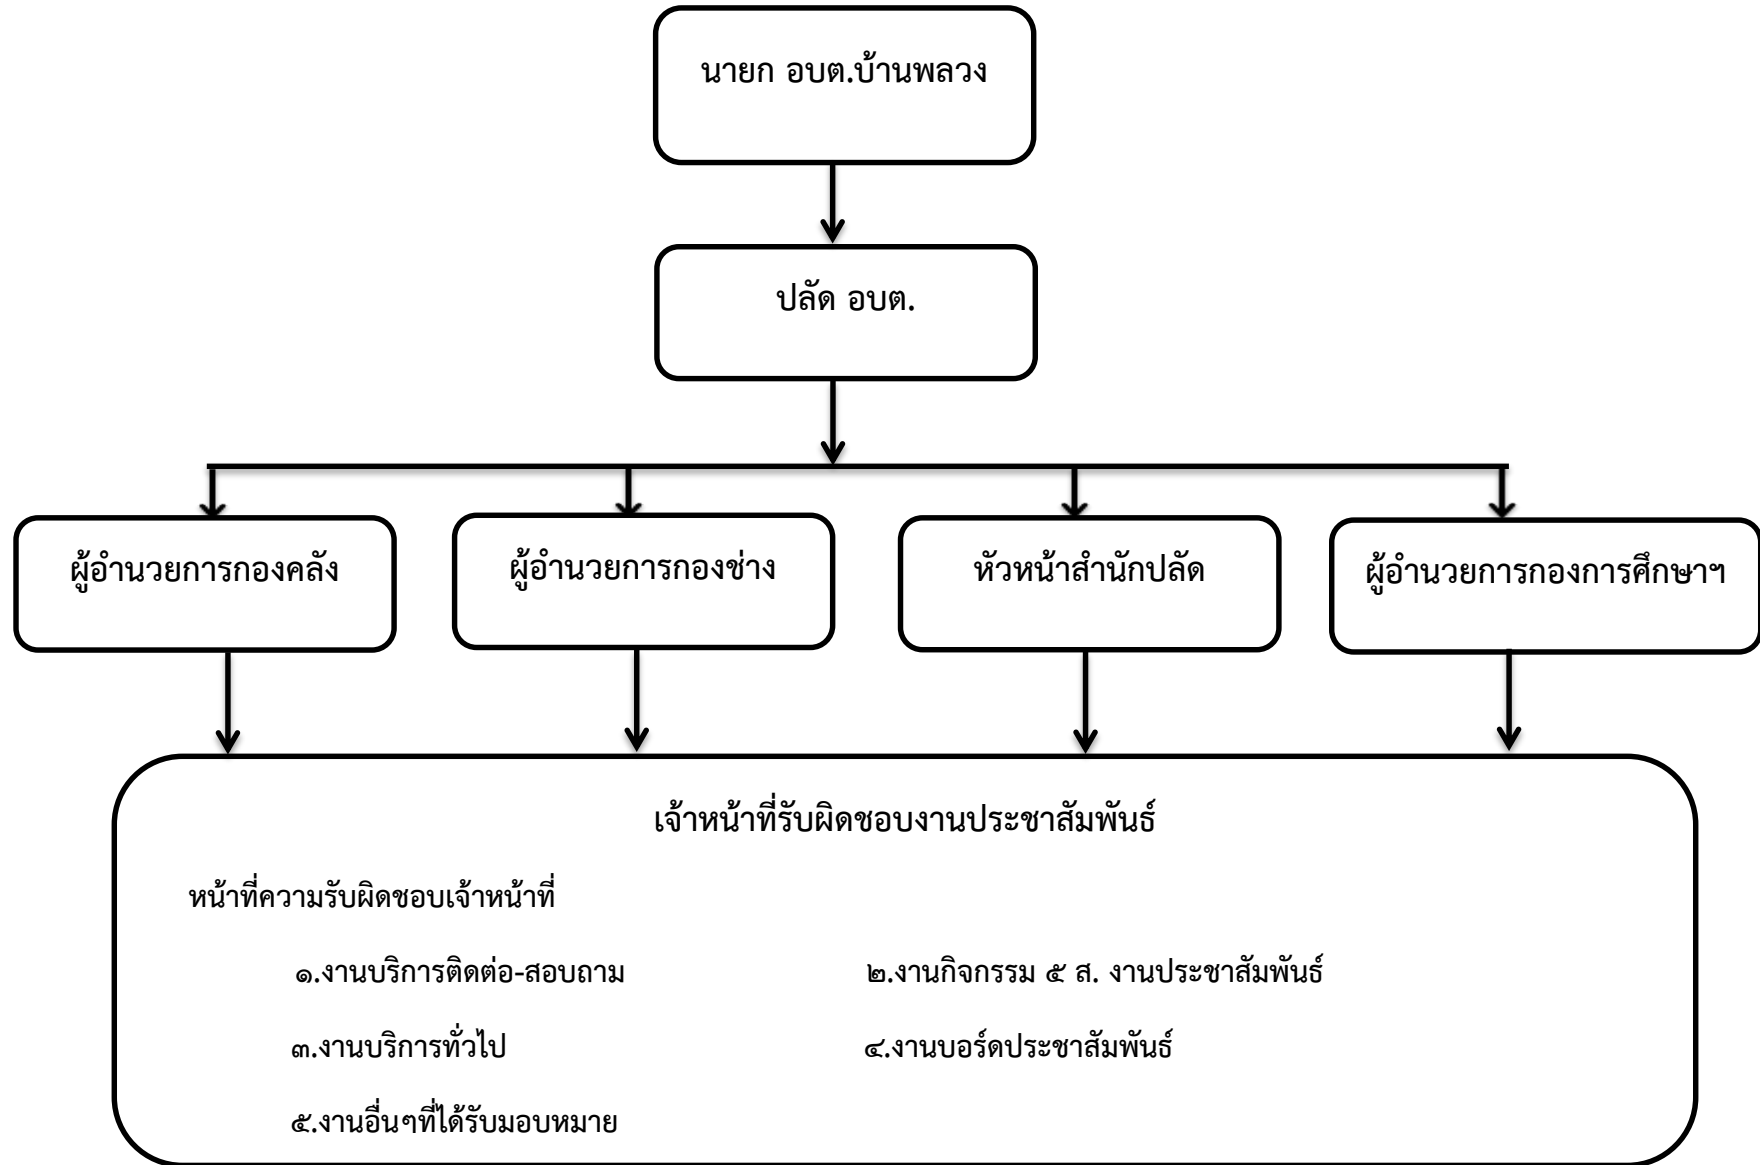 นายก อบต.บ้านพลวง
ปลัด อบต.
ผู้อำนวยการกองคลัง
ผู้อำนวยการกองช่าง
หัวหน้าสำนักปลัด
ผู้อำนวยการกองการศึกษาฯ
เจ้าหน้าที่รับผิดชอบงานประชาสัมพันธ์
หน้าที่ความรับผิดชอบเจ้าหน้าที่
๑.งานบริการติดต่อ-สอบถาม
๒.งานกิจกรรม ๕ ส. งานประชาสัมพันธ์
๓.งานบริการทั่วไป
๔.งานบอร์ดประชาสัมพันธ์
๕.งานอื่นๆที่ได้รับมอบหมาย